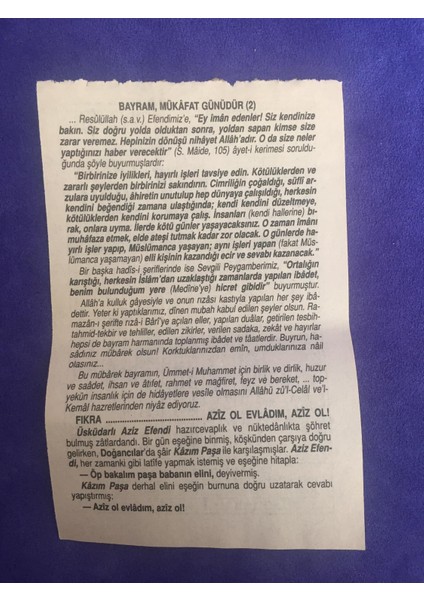 BAYRAM, MÜKÂFAT GÜNÜDÜR (2)
... Resûlüllah (s.a.v.) Efendimiz'e, "Ey îmân edenler! Siz kendinize
bakın. Siz doğru yolda olduktan sonra, yoldan sapan kimse size
zarar veremez. Hepinizin dönüşü nihâyet Allâh'adır. O da size neler
yaptığınızı haber verecektir" (S. Mâide, 105) âyet-i kerimesi soruldu-
ğunda şöyle buyurmuşlardır:
"Birbirinize iyilikleri, hayırlı işleri tavsiye edin. Kötülüklerden ve
zararlı şeylerden birbirinizi sakındırın. Cimriliğin çoğaldığı, süflî ar-
zulara uyulduğu, âhiretin unutulup hep dünyaya çalışıldığı, herkesin
kendini beğendiği zamana ulaştığında; kendi kendini düzeltmeye,
kötülüklerden kendini korumaya çalış. İnsanları (kendi hallerine) bı-
rak, onlara uyma. İlerde kötü günler yaşayacaksınız. O zaman îmânı
muhâfaza etmek, elde ateşi tutmak kadar zor olacak. O günlerde ha-
yırlı işler yapıp, Müslümanca yaşayan; aynı işleri yapan (fakat Müs-
lümanca yaşamayan) elli kişinin kazandığı ecir ve sevabı kazanacak."
Bir başka hadîs-i şeriflerinde ise Sevgili Peygamberimiz, "Ortalığın
karıştığı, herkesin İslâm'dan uzaklaştığı zamanlarda yapılan ibâdet,
benim bulunduğum yere (Medîne'ye) hicret gibidir" buyurmuştur.
Allâh'a kulluk gâyesiyle ve onun rızâsı kastıyla yapılan her şey ibâ-
dettir. Yeter ki yaptıklarımız, dînen mubah kabul edilen şeyler olsun. Ra-
mazân-ı şerifte rızâ-i Bârî'ye açılan eller, yapılan duâlar, getirilen tesbih-
tahmid-tekbir ve tehliller, edilen zikirler, verilen sadaka, zekât ve hayırlar
hepsi de bayram harmanında toplanmış ibâdet ve tâatlerdir. Buyrun, ha-
sâdınız mübârek olsun! Korktuklarınızdan emîn, umduklarınıza nâil
olasınız...
Bu mübârek bayramın, Ümmet-i Muhammet için birlik ve dirlik, huzur
ve saâdet, ihsan ve âtıfet, rahmet ve mağfiret, feyz ve bereket, ... top-
yekün insanlık için de hidâyetlere vesîle olmasını Allâhü zü'l-Celâl ve'l-
Kemâl hazretlerinden niyâz ediyoruz.
FIKRA .............................. AZÎZ OL EVLÂDIM, AZÎZ OL!
Üsküdarlı Aziz Efendi hazırcevaplık ve nüktedânlıkta şöhret
bulmuş zâtlardandı. Bir gün eşeğine binmiş, köşkünden çarşıya doğru
gelirken, Doğancılar'da şâir Kâzım Paşa ile karşılaşmışlar. Aziz Efen-
di, her zamanki gibi latîfe yapmak istemiş ve eşeğine hitapla:
— Öp bakalım paşa babanın elini, deyivermiş.
Kâzım Paşa derhal elini eşeğin burnuna doğru uzatarak cevabı
yapıştırmış:
— Azîz ol evlâdım, azîz ol!